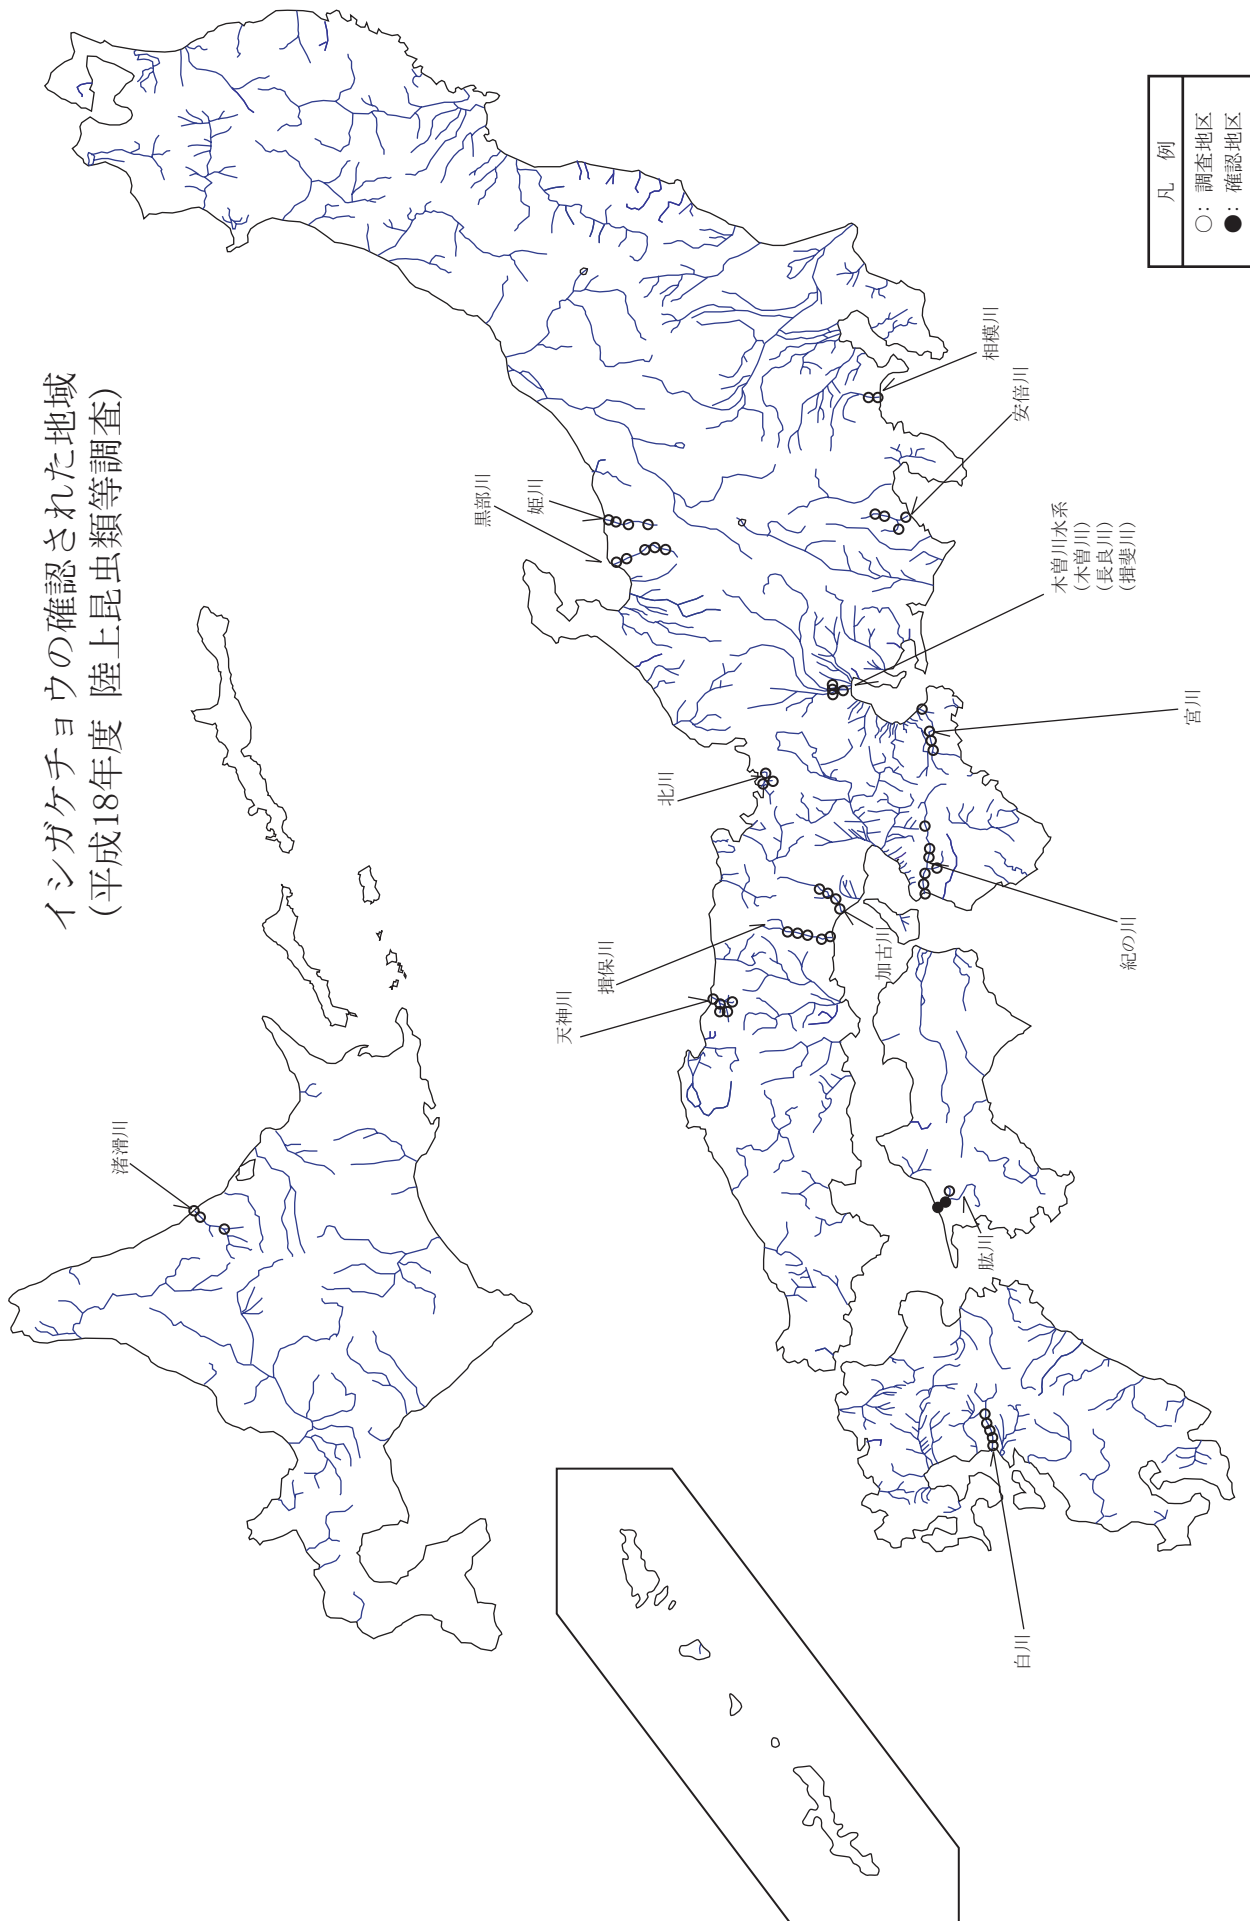 イシガケチョウの確認された地域
(平成18年度 陸上昆虫類等調査)
渚滑川
黒部川
姫川
相模川
安倍川
木曽川水系
(木曽川)
(長良川)
(揖斐川)
宮川
北川
紀の川
加古川
揖保川
天神川
肱川
白川
凡 例
○：調査地区
●：確認地区